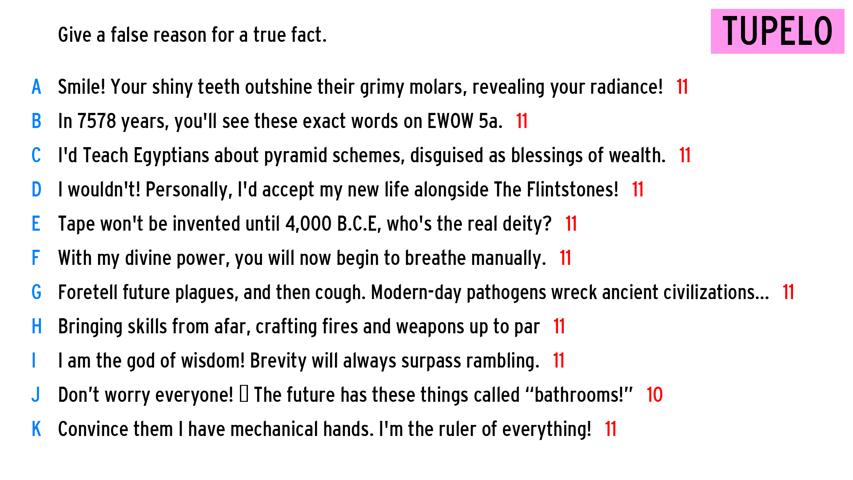 Give a false reason for a true fact.
TUPELO
A Smile! Your shiny teeth outshine their grimy molars, revealing your radiance! 11
B In 7578 years, you'll see these exact words on EWOW 5a. 11
C I'd Teach Egyptians about pyramid schemes, disguised as blessings of wealth. 11
D I wouldn't! Personally, I'd accept my new life alongside The Flintstones! 11
E Tape won't be invented until 4,000 B.C.E, who's the real deity? 11
F With my divine power, you will now begin to breathe manually. 11
G Foretell future plagues, and then cough. Modern-day pathogens wreck ancient civilizations... 11
H Bringing skills from afar, crafting fires and weapons up to par 11
I I am the god of wisdom! Brevity will always surpass rambling. 11
J Don’t worry everyone! ▯ The future has these things called “bathrooms!” 10
K Convince them I have mechanical hands. I'm the ruler of everything! 11